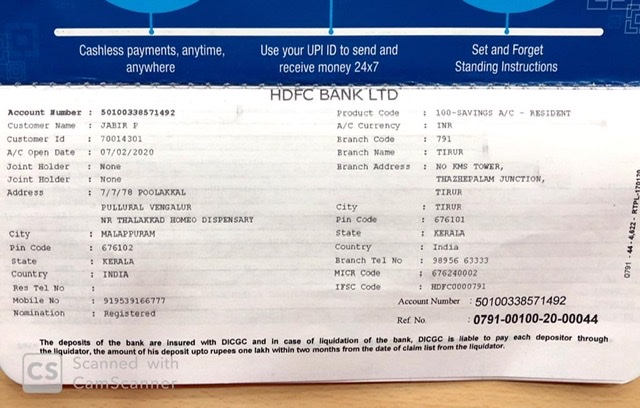 Cashless payments, anytime, anywhere
Use your UPI ID to send and receive money 24x7
Set and Forget Standing Instructions
HDFC BANK LTD
Account Number : 50100338571492
Customer Name : JABIR P
Customer Id : 70014301
A/C Open Date : 07/02/2020
Joint Holder : None
Joint Holder : None
Address : 7/7/78 POOLAKKAL
PULLURAL VENGALUR
NR THALAKKAD HOMEO DISPENSARY
City : MALAPPURAM
Pin Code : 676102
State : KERALA
Country : INDIA
Res Tel No :
Mobile No : 919539166777
Nomination : Registered
Product Code : 100-SAVINGS A/C - RESIDENT
A/C Currency : INR
Branch Code : 791
Branch Name : TIRUR
Branch Address : NO KMS TOWER,
THAZHEPALAM JUNCTION,
TIRUR
City : TIRUR
Pin Code : 676101
State : KERALA
Country : India
Branch Tel No : 98956 63333
MICR Code : 676240002
IFSC Code : HDFC0000791
Account Number : 50100338571492
Ref No. : 0791-00100-20-00044
0791 - 44 - 4,622 - RTPL-170120
The deposits of the bank are insured with DICGC and in case of liquidation of the bank, DICGC is liable to pay each depositor through
the liquidator, the amount of his deposit upto rupees one lakh within two months from the date of claim list from the liquidator.
CS Scanned with
CamScanner